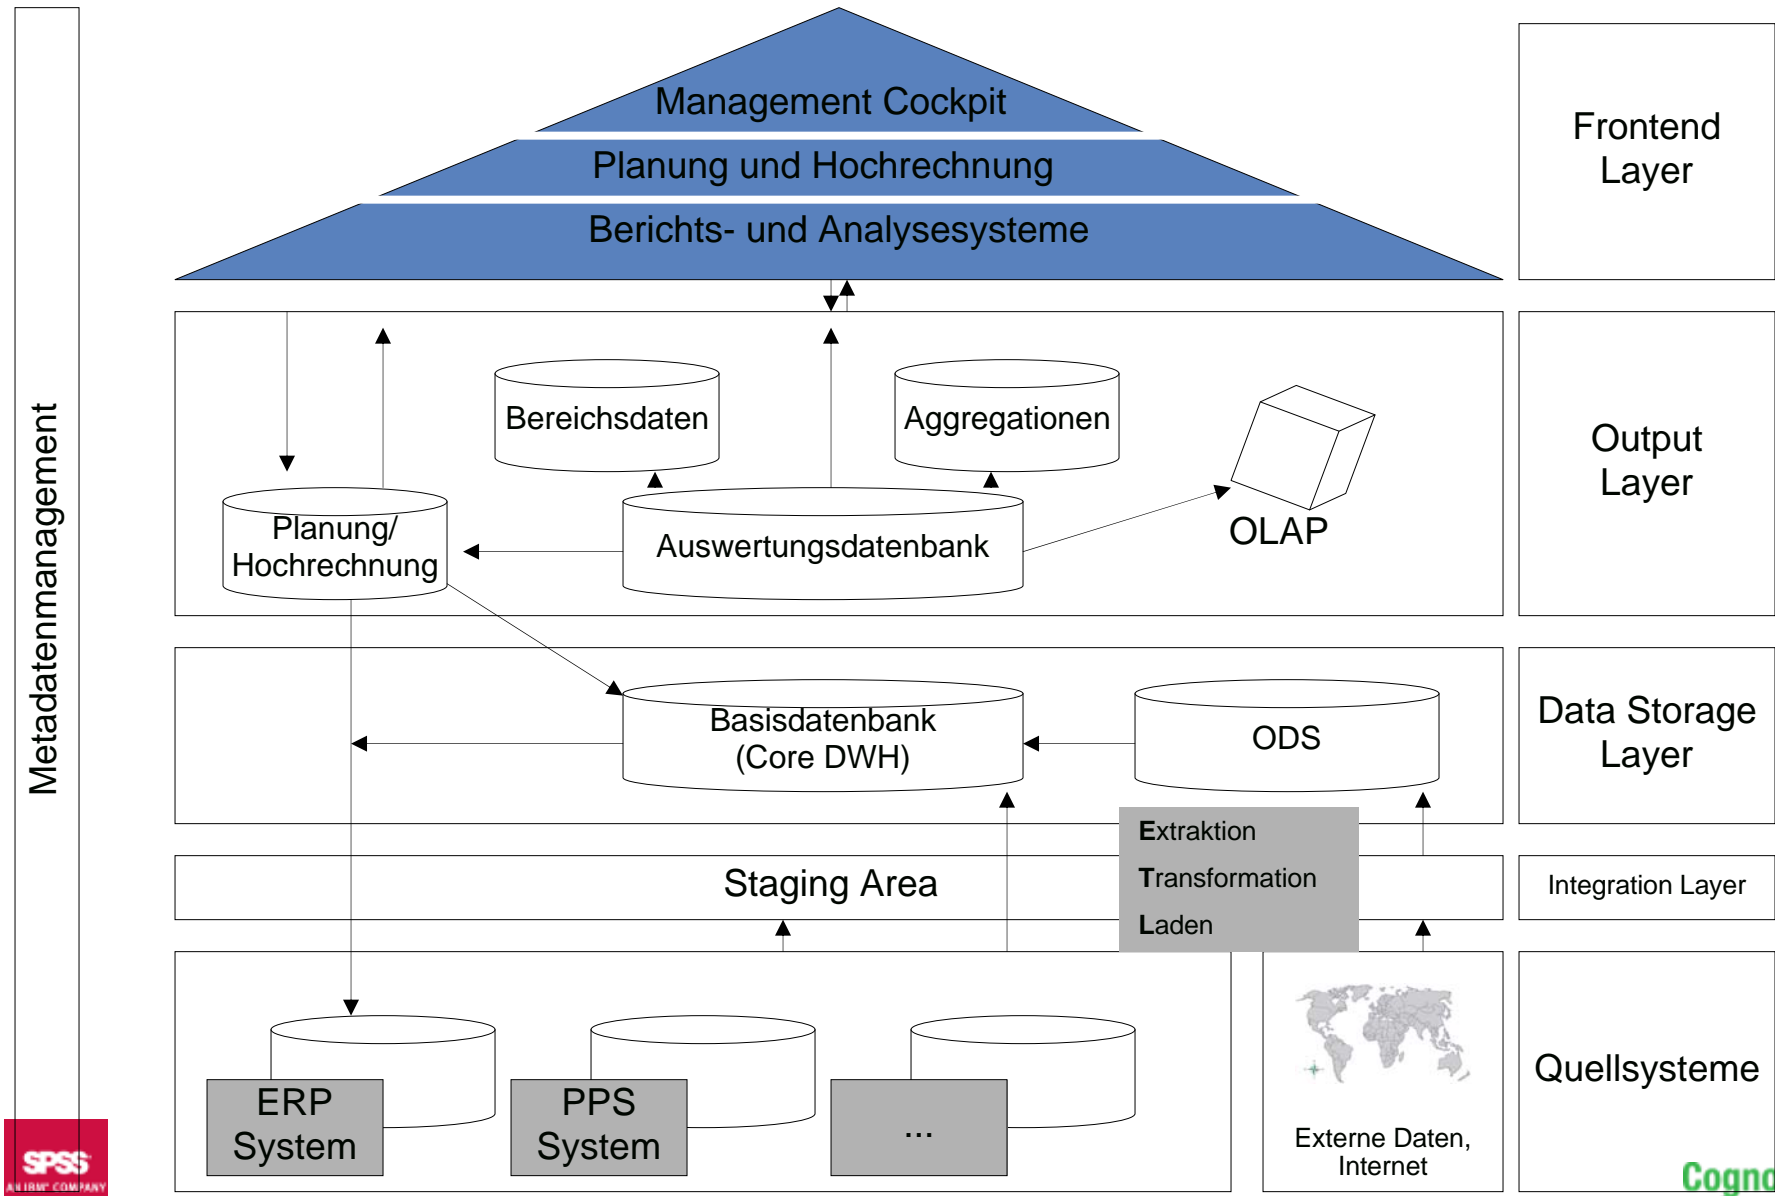 Management Cockpit
Planung und Hochrechnung
Berichts- und Analysesysteme
Frontend
Layer
Metadatenmanagement
Bereichsdaten
Aggregationen
Planung/
Hochrechnung
Auswertungsdatenbank
OLAP
Output
Layer
Basisdatenbank
(Core DWH)
ODS
Data Storage
Layer
Extraktion
Transformation
Laden
Staging Area
Integration Layer
ERP
System
PPS
System
...
Externe Daten,
Internet
Quellsysteme
SPSS
AN IBM® COMPANY
Cogno